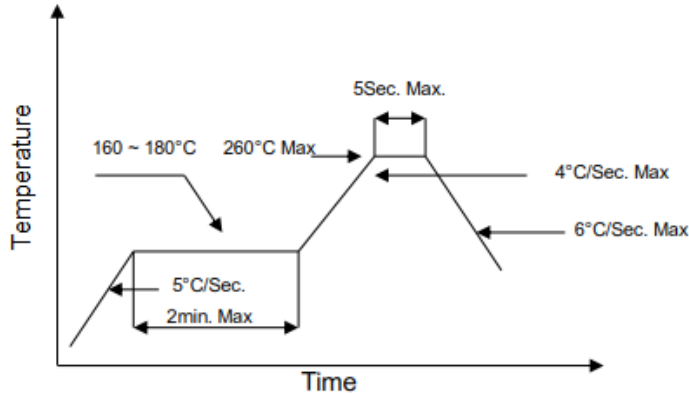 5Sec. Max.
160 ~ 180°C
260°C Max
4°C/Sec. Max
6°C/Sec. Max
5°C/Sec.
2min. Max
Temperature
Time